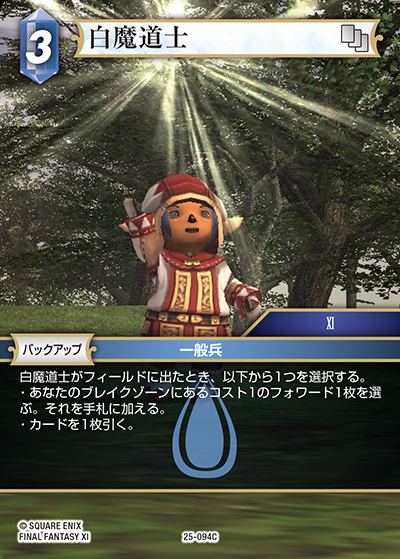 3
白魔道士
XI
バックアップ
一般兵
白魔道士がフィールドに出たとき、以下から1つを選択する。
・あなたのブレイクゾーンにあるコスト1のフォワード1枚を選
ぶ。それを手札に加える。
・カードを1枚引く。
© SQUARE ENIX
FINAL FANTASY XI
25-094C